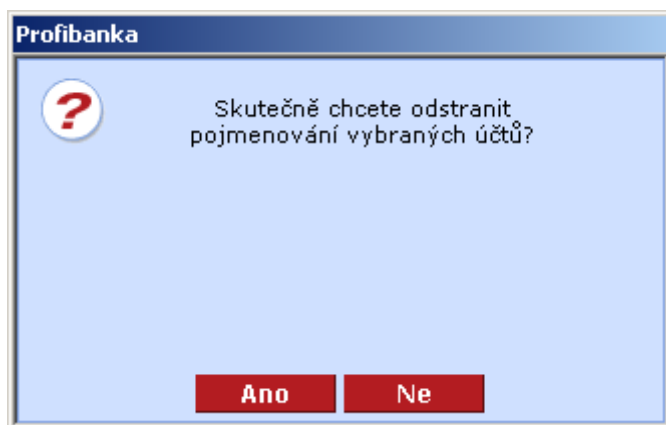 Profibanka
Skutečně chcete odstranit
pojmenování vybraných účtů?
Ano
Ne